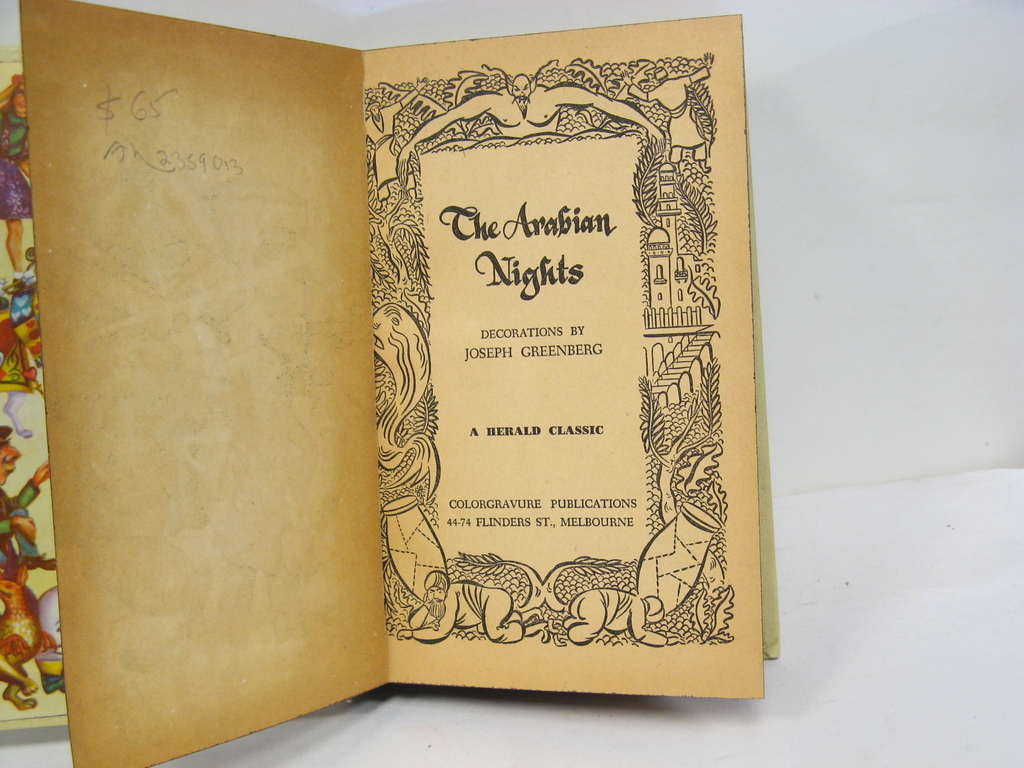 $65
The Arabian
Nights
DECORATIONS BY
JOSEPH GREENBERG
A HERALD CLASSIC
COLORGRAVURE PUBLICATIONS
44-74 FLINDERS ST., MELBOURNE